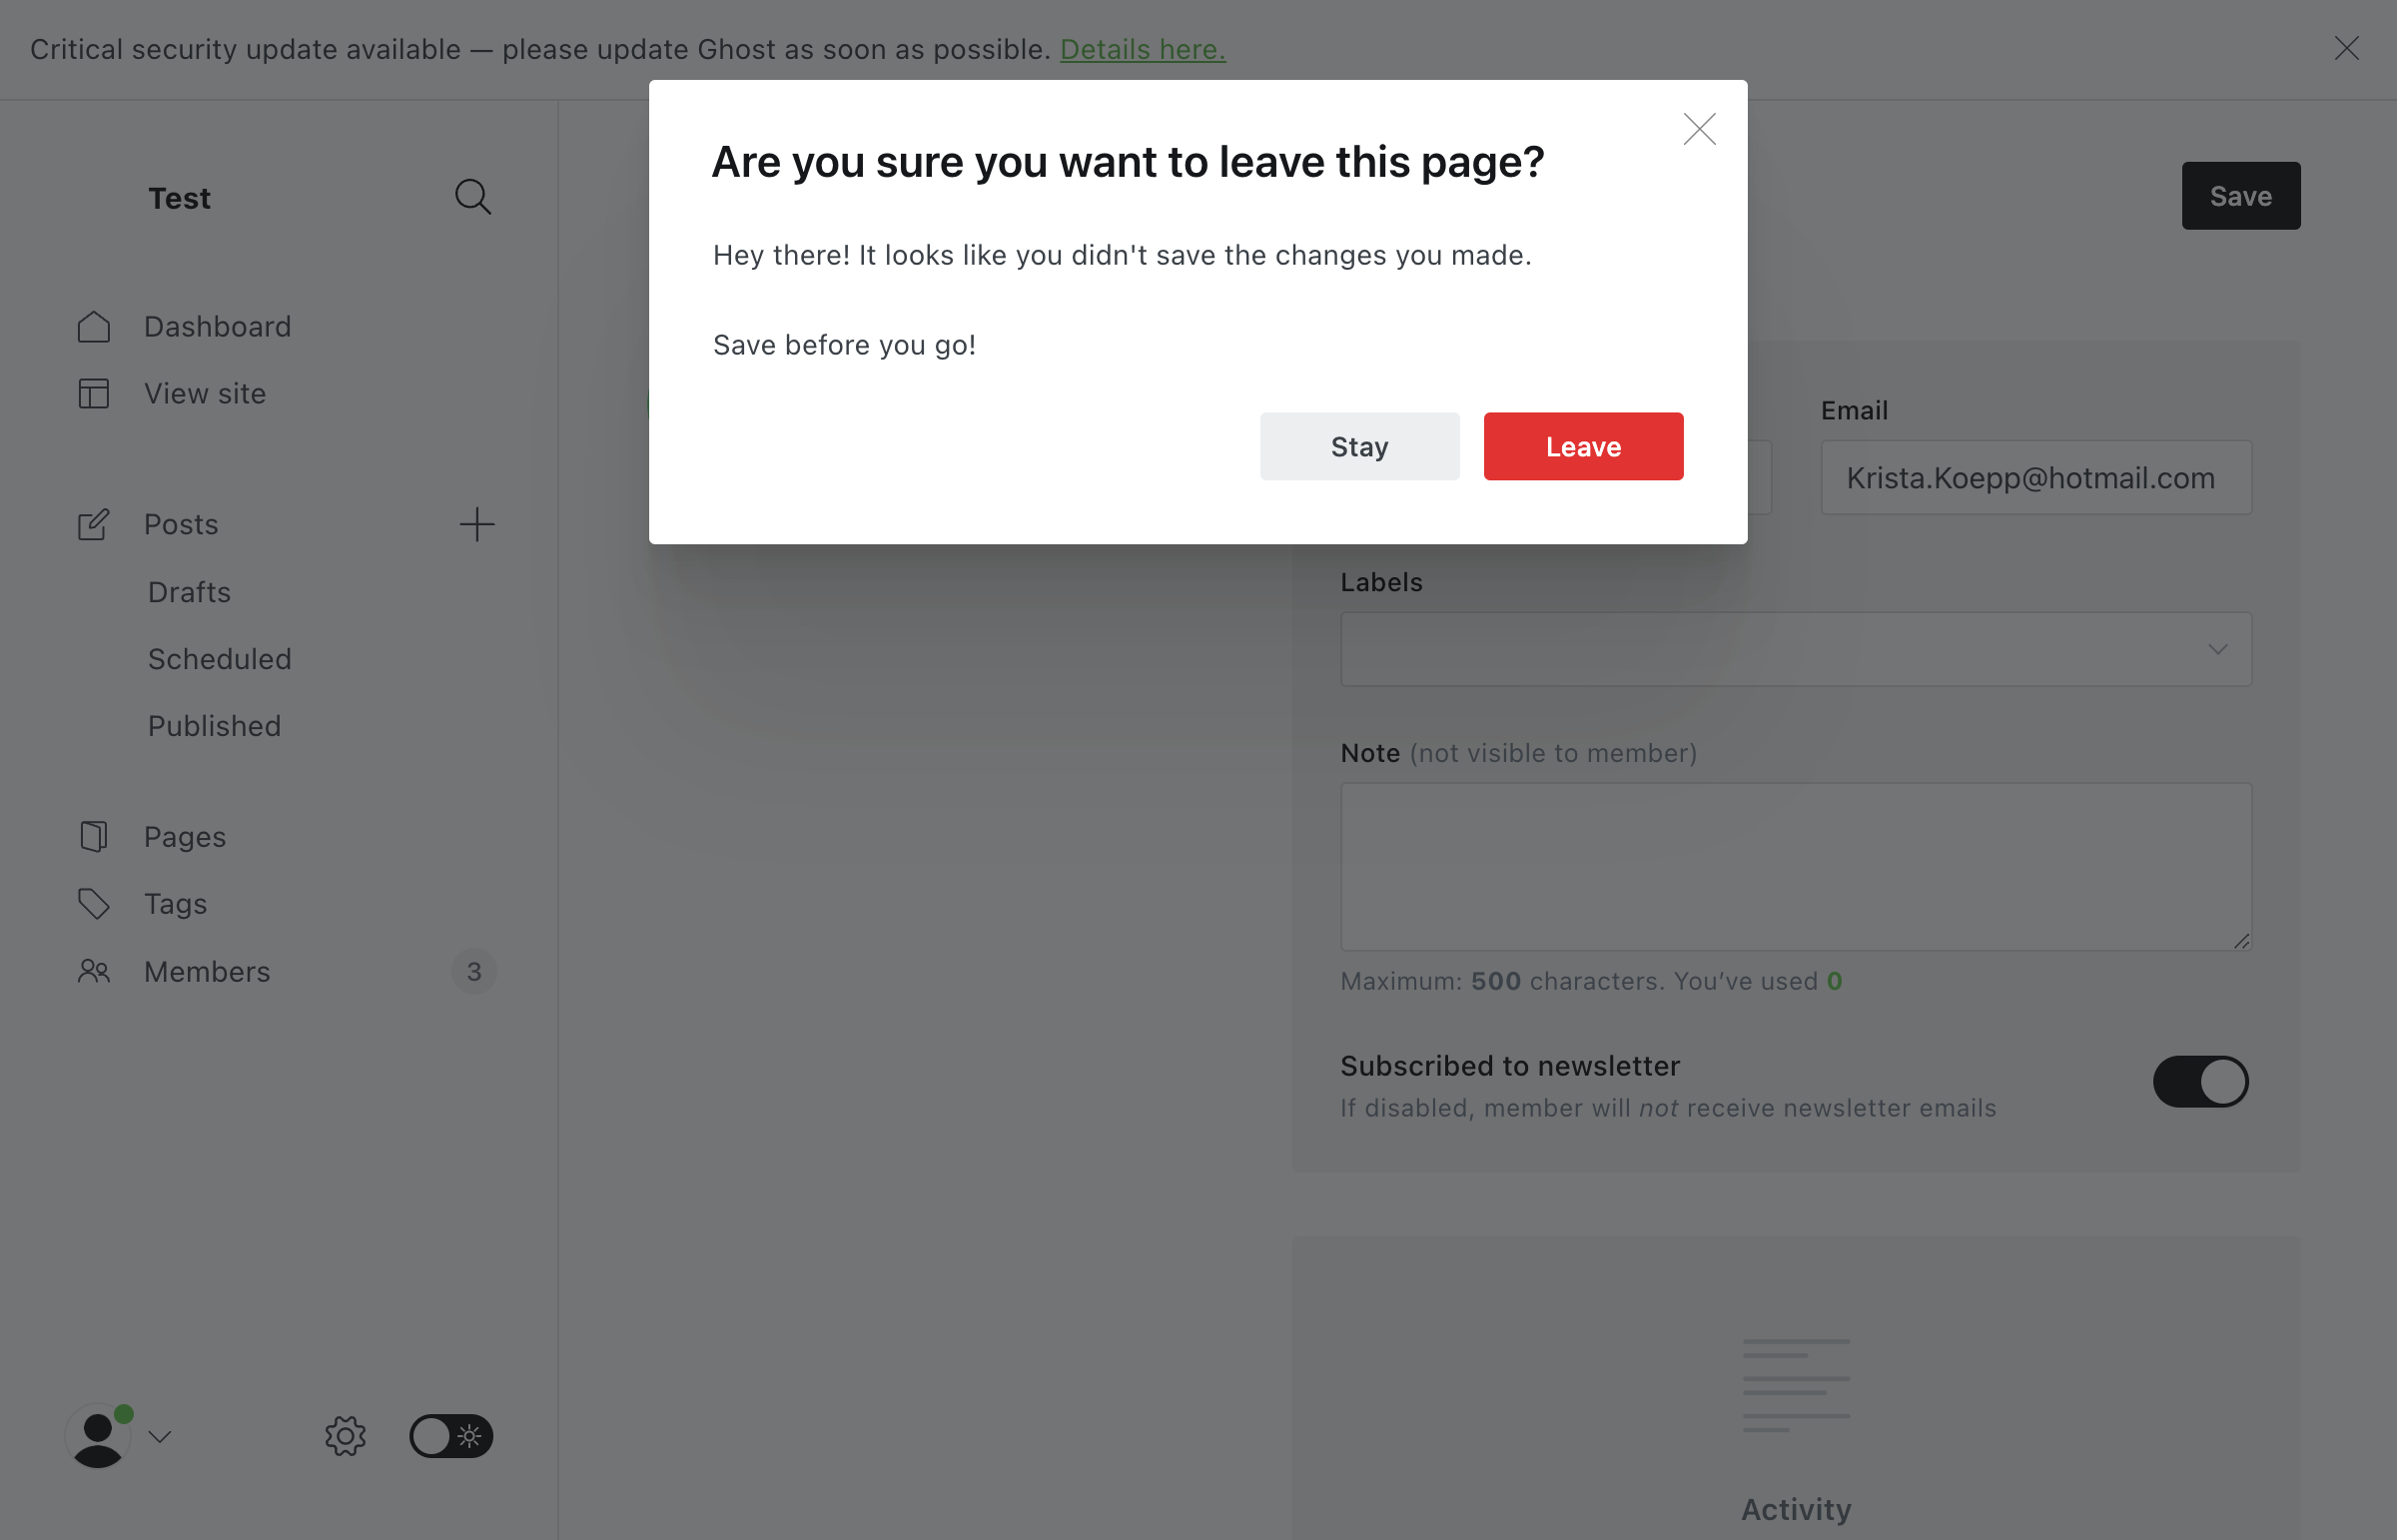 Critical security update available — please update Ghost as soon as possible. Details here.
Are you sure you want to leave this page?
Hey there! It looks like you didn't save the changes you made.
Save before you go!
Stay
Leave
Test
Save
Dashboard
View site
Posts
Drafts
Scheduled
Published
Pages
Tags
Members
3
Email
Krista.Koepp@hotmail.com
Labels
Note (not visible to member)
Maximum: 500 characters. You’ve used 0
Subscribed to newsletter
If disabled, member will not receive newsletter emails
Activity